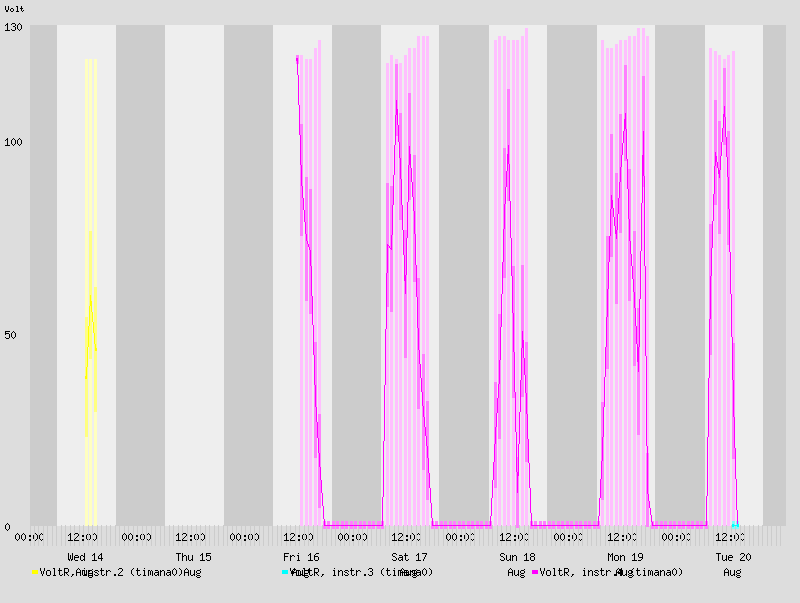 Volt
130
100
50
0
00:00 12:00 00:00 12:00 00:00 12:00 00:00 12:00 00:00 12:00 00:00 12:00 00:00 12:00
Wed 14 Thu 15 Fri 16 Sat 17 Sun 18 Mon 19 Tue 20
Aug Aug Aug Aug Aug Aug Aug
VoltR, instr.2 (timana0) VoltR, instr.3 (timana0) VoltR, instr.4 (timana0)